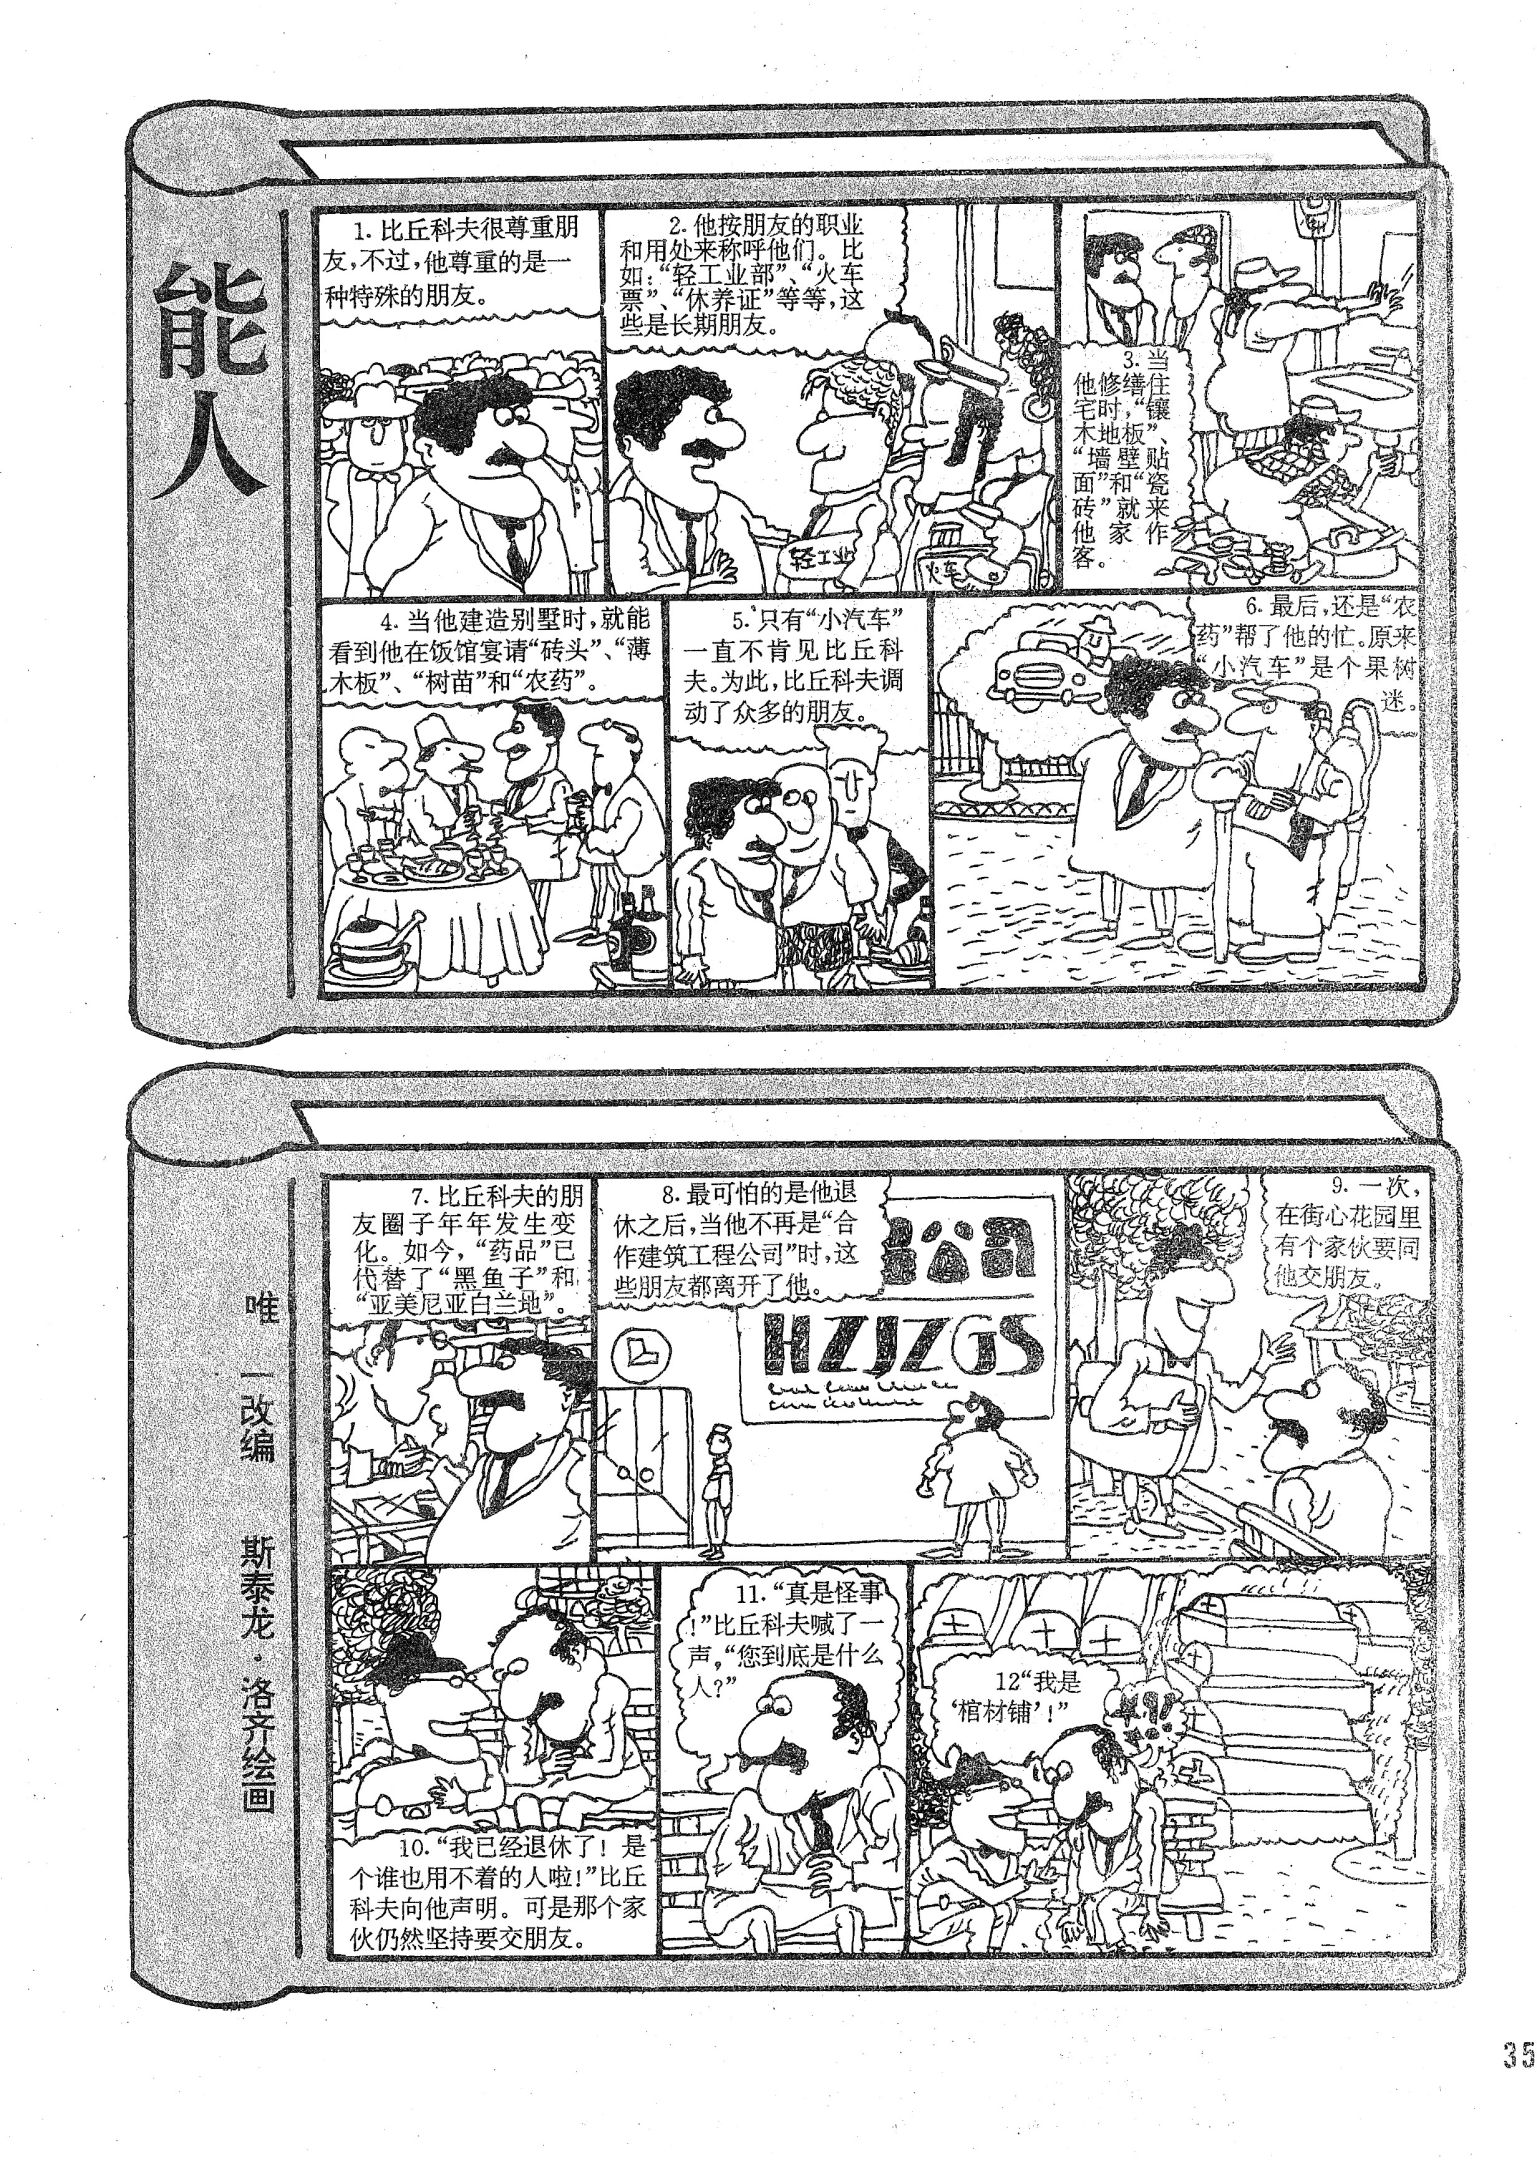 能人
1. 比丘科夫很尊重朋
友,不过,他尊重的是一
种特殊的朋友。
2. 他按朋友的职业
和用处来称呼他们。比
如:“轻工业部”、“火车
票”、“休养证”等等,这
些是长期朋友。
轻工业
火车
3. 当
他修缮住
宅时,“镶
木地板”、
“墙壁贴
面”和“瓷
砖”就来
他家作
客。
4. 当他建造别墅时,就能
看到他在饭馆宴请“砖头”、“薄
木板”、“树苗”和“农药”。
5. 只有“小汽车”
一直不肯见比丘科
夫。为此,比丘科夫调
动了众多的朋友。
6. 最后,还是“农
药”帮了他的忙。原来
“小汽车”是个果树
迷。
唯一改编 斯泰龙·洛齐绘画
7. 比丘科夫的朋
友圈子年年发生变
化。如今,“药品”已
代替了“黑鱼子”和
“亚美尼亚白兰地”。
8. 最可怕的是他退
休之后,当他不再是“合
作建筑工程公司”时,这
些朋友都离开了他。
公司
HZJZGS
9. 一次,
在街心花园里
有个家伙要同
他交朋友。
10. “我已经退休了！是
个谁也用不着的人啦!”比丘
科夫向他声明。可是那个家
伙仍然坚持要交朋友。
11. “真是怪事
!”比丘科夫喊了一
声,“您到底是什么
人?”
12“我是
‘棺材铺’!”
35